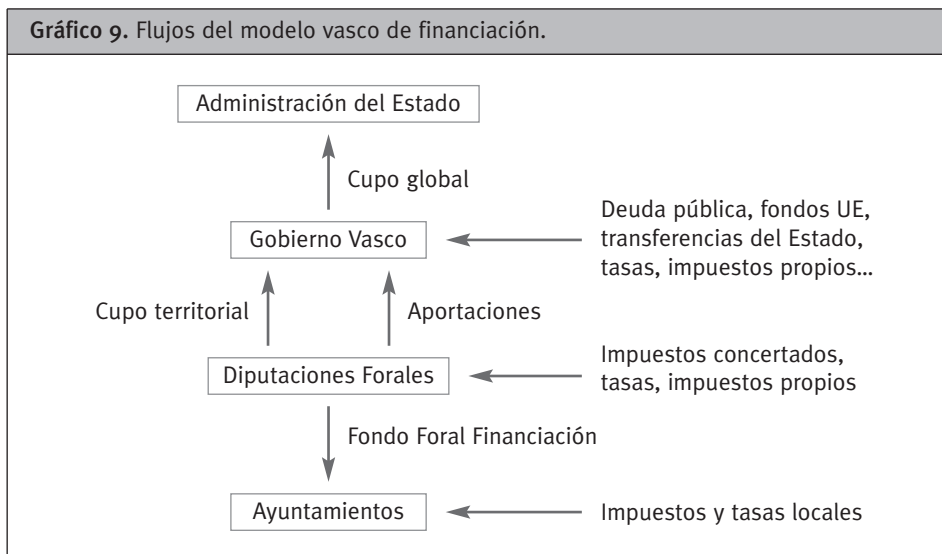 Gráfico 9. Flujos del modelo vasco de financiación.
Administración del Estado
Cupo global
Deuda pública, fondos UE,
transferencias del Estado,
tasas, impuestos propios...
Gobierno Vasco
Cupo territorial
Aportaciones
Impuestos concertados,
tasas, impuestos propios
Diputaciones Forales
Fondo Foral Financiación
Ayuntamientos
Impuestos y tasas locales